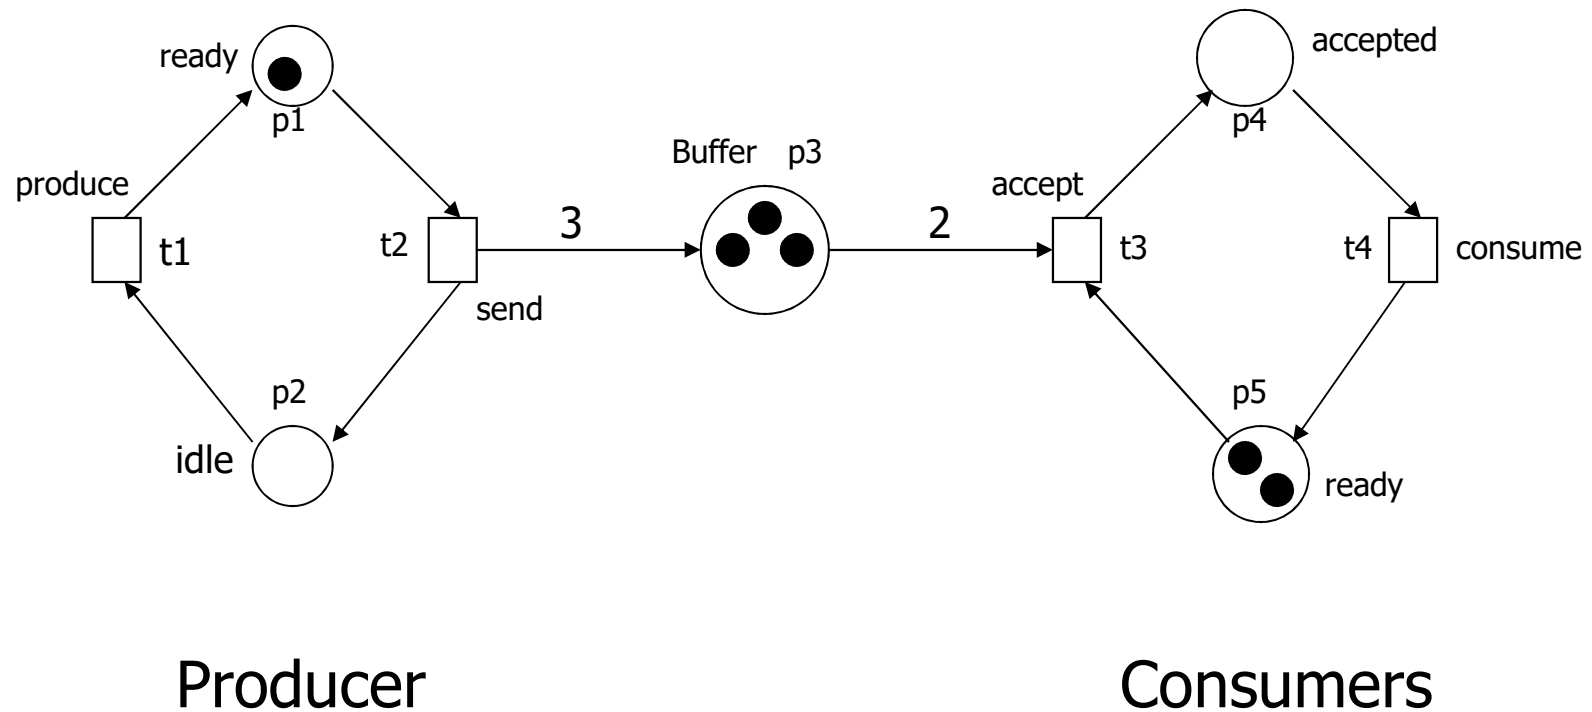 ready
p1
produce
t1
t2
send
3
p2
idle
Buffer p3
2
accepted
p4
accept
t3
t4
consume
p5
ready
Producer
Consumers